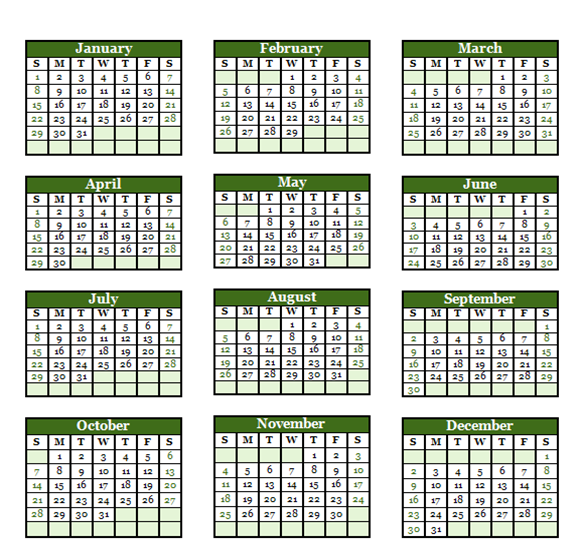 January
S M T W T F S
1 2 3 4 5 6 7
8 9 10 11 12 13 14
15 16 17 18 19 20 21
22 23 24 25 26 27 28
29 30 31
February
S M T W T F S
1 2 3 4
5 6 7 8 9 10 11
12 13 14 15 16 17 18
19 20 21 22 23 24 25
26 27 28 29
March
S M T W T F S
1 2 3
4 5 6 7 8 9 10
11 12 13 14 15 16 17
18 19 20 21 22 23 24
25 26 27 28 29 30 31
April
S M T W T F S
1 2 3 4 5 6 7
8 9 10 11 12 13 14
15 16 17 18 19 20 21
22 23 24 25 26 27 28
29 30
May
S M T W T F S
1 2 3 4 5
6 7 8 9 10 11 12
13 14 15 16 17 18 19
20 21 22 23 24 25 26
27 28 29 30 31
June
S M T W T F S
1 2
3 4 5 6 7 8 9
10 11 12 13 14 15 16
17 18 19 20 21 22 23
24 25 26 27 28 29 30
July
S M T W T F S
1 2 3 4 5 6 7
8 9 10 11 12 13 14
15 16 17 18 19 20 21
22 23 24 25 26 27 28
29 30 31
August
S M T W T F S
1 2 3 4
5 6 7 8 9 10 11
12 13 14 15 16 17 18
19 20 21 22 23 24 25
26 27 28 29 30 31
September
S M T W T F S
1
2 3 4 5 6 7 8
9 10 11 12 13 14 15
16 17 18 19 20 21 22
23 24 25 26 27 28 29
30
October
S M T W T F S
1 2 3 4 5 6
7 8 9 10 11 12 13
14 15 16 17 18 19 20
21 22 23 24 25 26 27
28 29 30 31
November
S M T W T F S
1 2 3
4 5 6 7 8 9 10
11 12 13 14 15 16 17
18 19 20 21 22 23 24
25 26 27 28 29 30
December
S M T W T F S
1
2 3 4 5 6 7 8
9 10 11 12 13 14 15
16 17 18 19 20 21 22
23 24 25 26 27 28 29
30 31